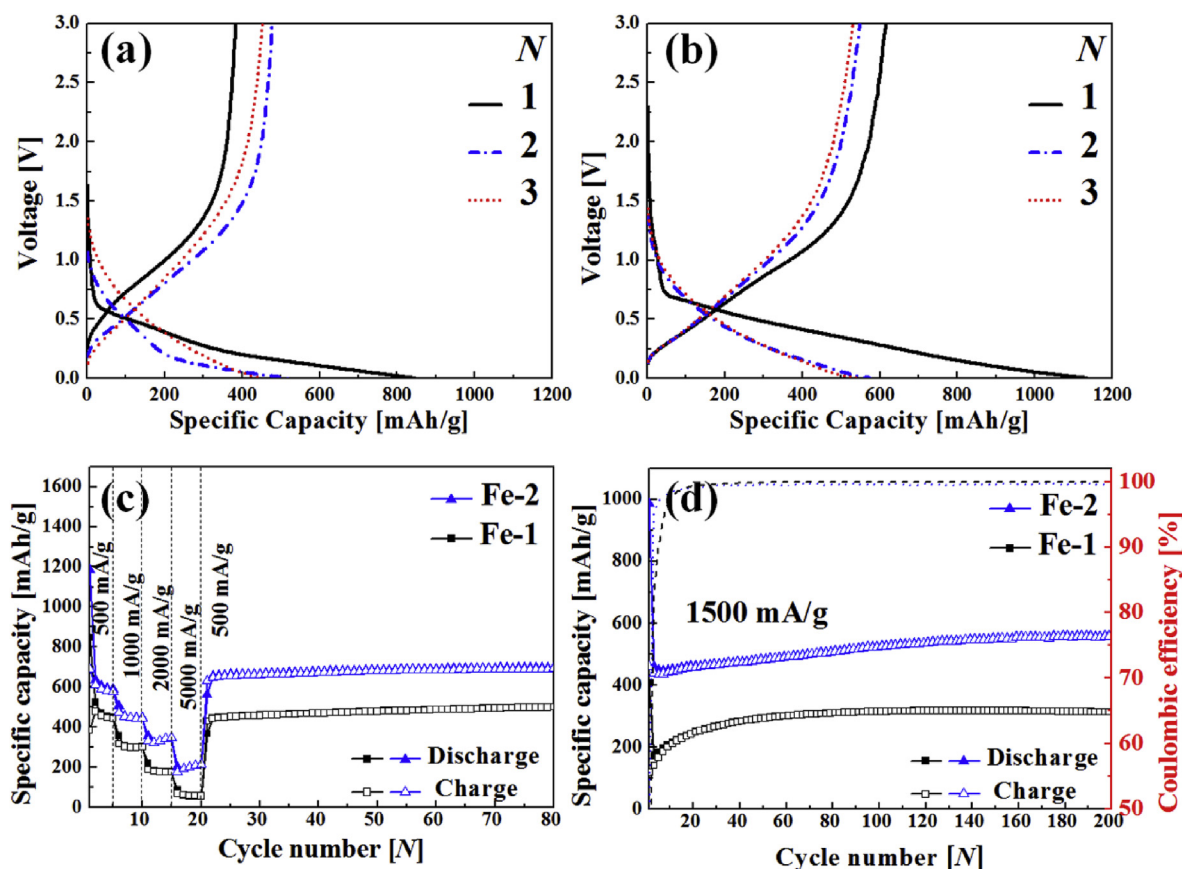 (a)
N
1
2
3
3.0
2.5
2.0
1.5
1.0
0.5
0.0
Voltage [V]
0 200 400 600 800 1000 1200
Specific Capacity [mAh/g]
(b)
N
1
2
3
3.0
2.5
2.0
1.5
1.0
0.5
0.0
Voltage [V]
0 200 400 600 800 1000 1200
Specific Capacity [mAh/g]
(c)
Fe-2
Fe-1
500 mA/g
1000 mA/g
2000 mA/g
5000 mA/g
500 mA/g
Discharge
Charge
1600
1400
1200
1000
800
600
400
200
0
Specific capacity [mAh/g]
10 20 30 40 50 60 70 80
Cycle number [N]
(d)
Fe-2
Fe-1
1500 mA/g
Discharge
Charge
1000
800
600
400
200
0
Specific capacity [mAh/g]
100
90
80
70
60
50
Coulombic efficiency [%]
20 40 60 80 100 120 140 160 180 200
Cycle number [N]